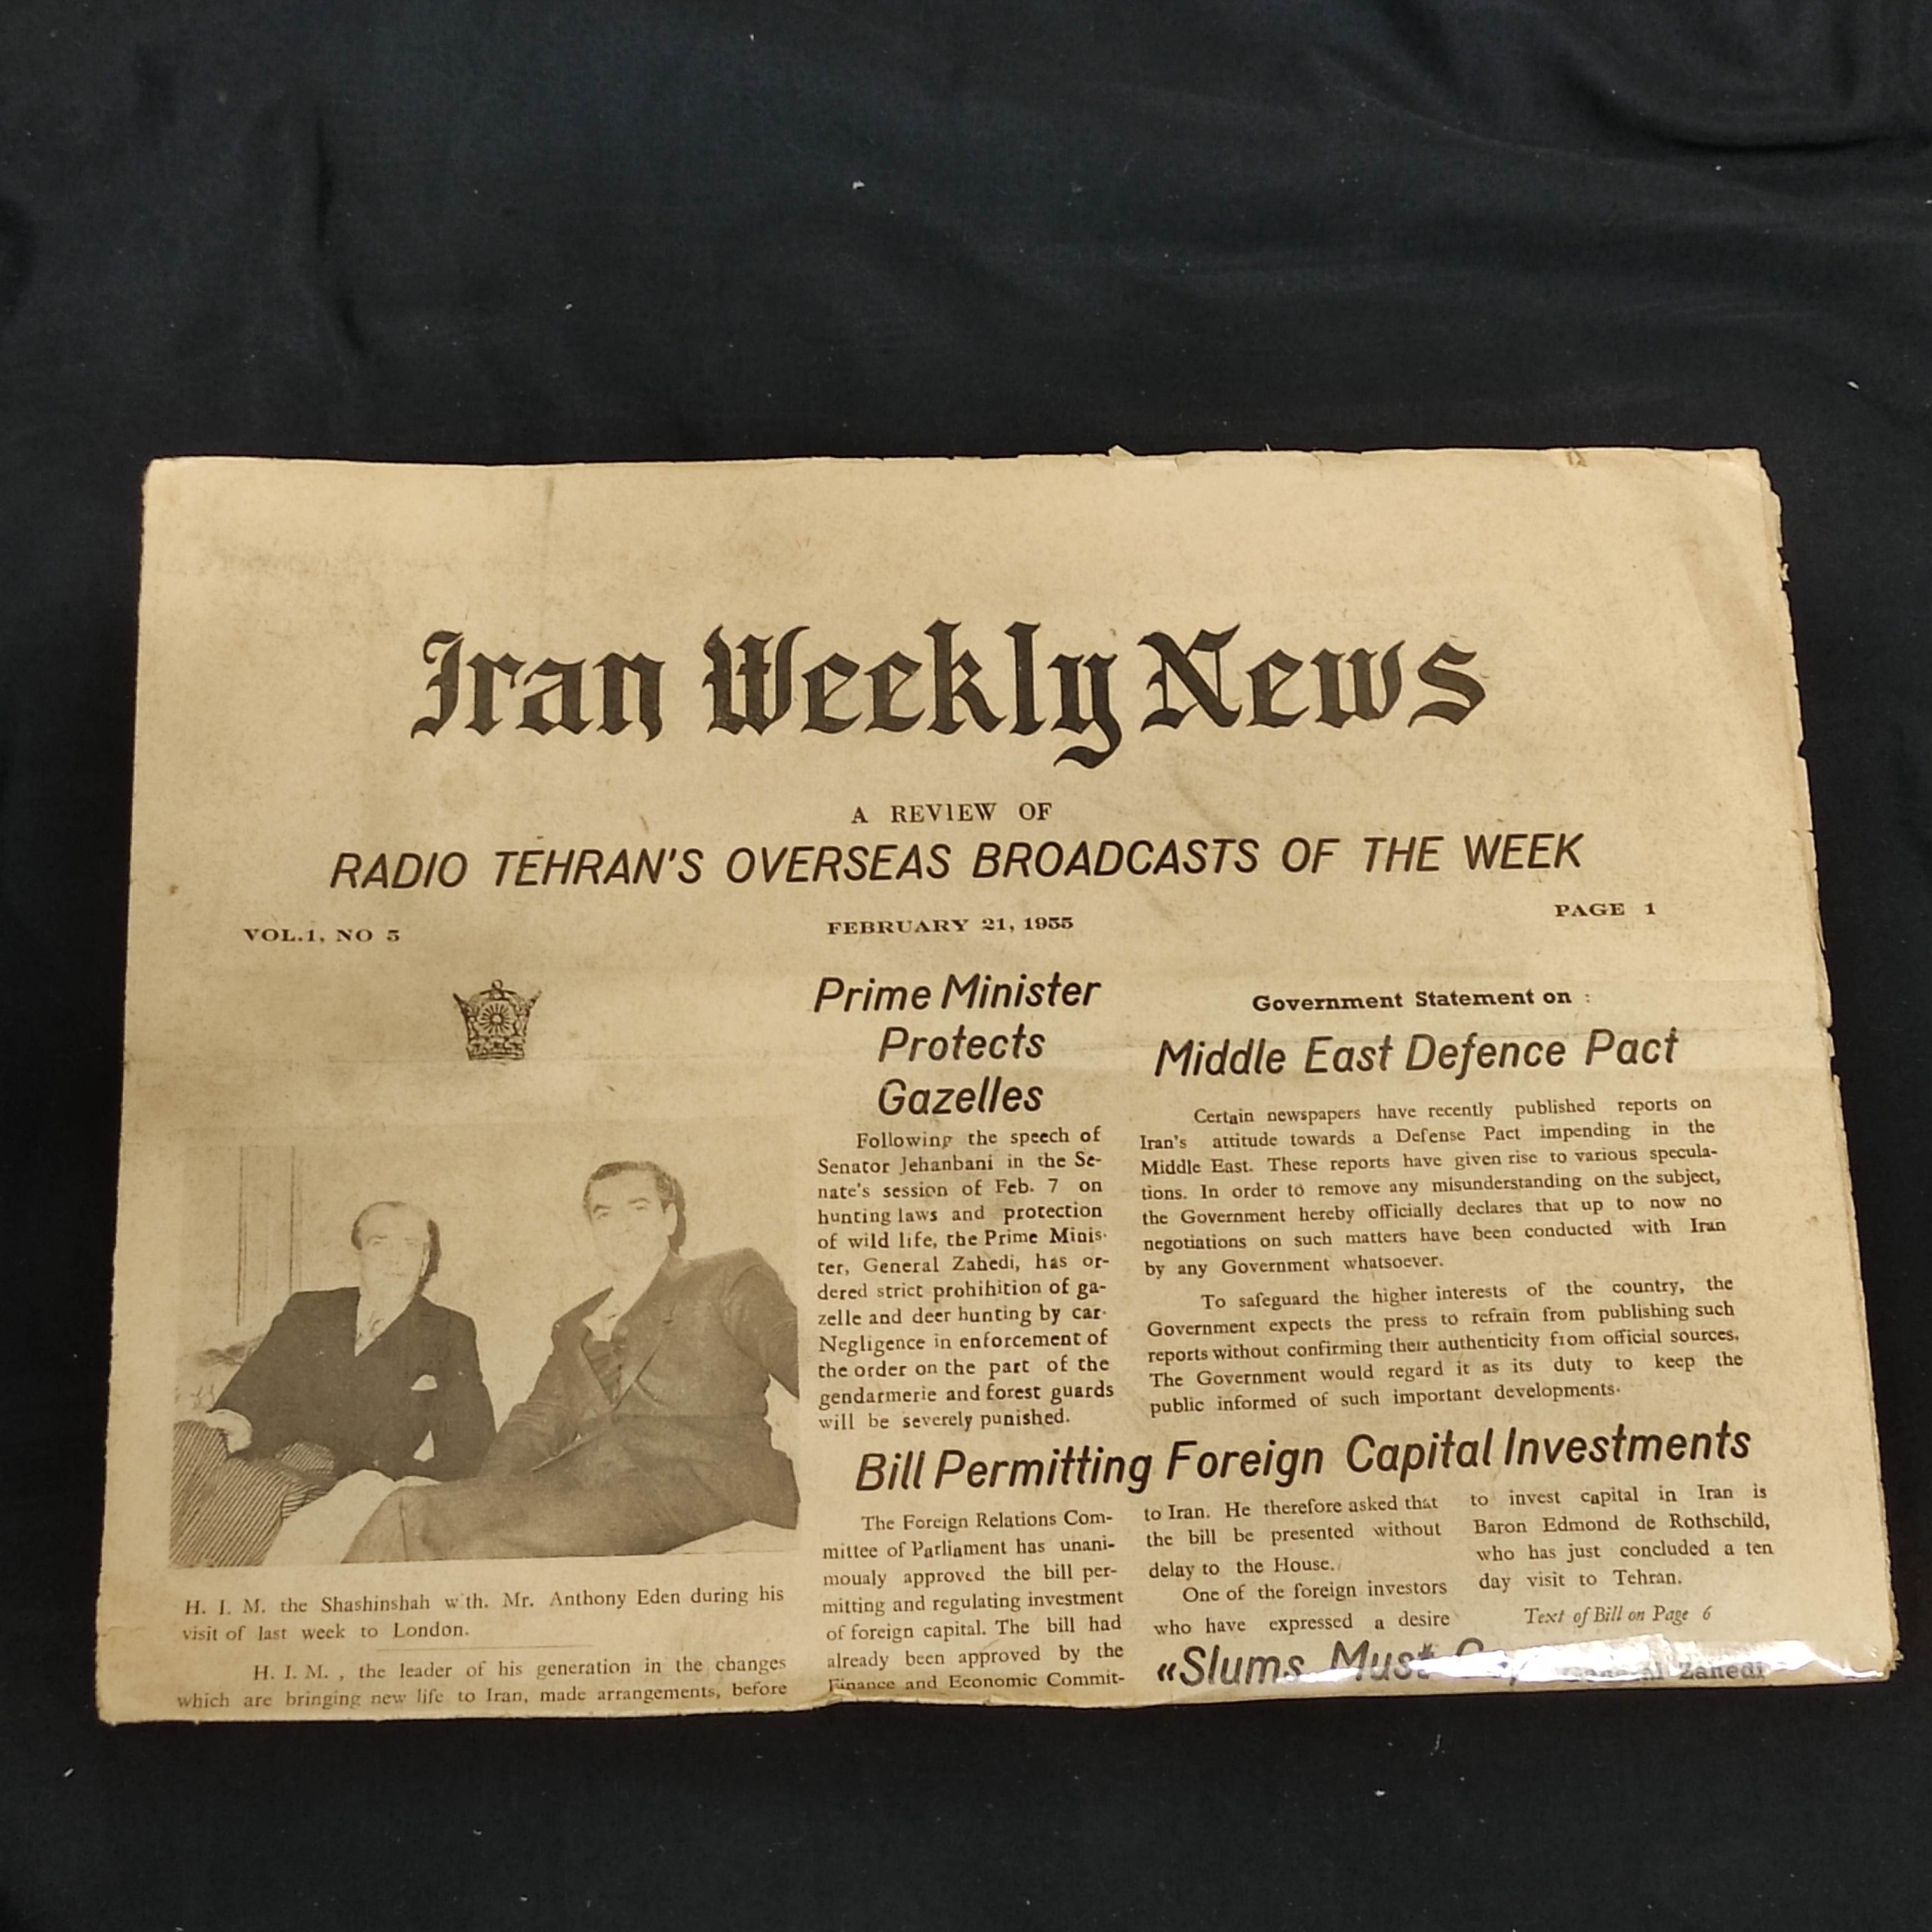 Iran Weekly News
A REVIEW OF
RADIO TEHRAN'S OVERSEAS BROADCASTS OF THE WEEK
VOL.1, NO 5
FEBRUARY 21, 1955
PAGE 1
H. I. M. the Shashinshah w th. Mr. Anthony Eden during his
visit of last week to London.
H. I. M. , the leader of his generation in the changes
which are bringing new life to Iran, made arrangements, before
Prime Minister
Protects
Gazelles
Following the speech of
Senator Jehanbani in the Se-
nate's session of Feb. 7 on
hunting laws and protection
of wild life, the Prime Minis-
ter, General Zahedi, has or-
dered strict prohibition of ga-
zelle and deer hunting by car.
Negligence in enforcement of
the order on the part of the
gendarmerie and forest guards
will be severely punished.
Government Statement on :
Middle East Defence Pact
Certain newspapers have recently published reports on
Iran's attitude towards a Defense Pact impending in the
Middle East. These reports have given rise to various specula-
tions. In order to remove any misunderstanding on the subject,
the Government hereby officially declares that up to now no
negotiations on such matters have been conducted with Iran
by any Government whatsoever.
To safeguard the higher interests of the country, the
Government expects the press to refrain from publishing such
reports without confirming their authenticity from official sources.
The Government would regard it as its duty to keep the
public informed of such important developments.
Bill Permitting Foreign Capital Investments
The Foreign Relations Com-
mittee of Parliament has unani-
moualy approved the bill per-
mitting and regulating investment
of foreign capital. The bill had
already been approved by the
Finance and Economic Commit-
to Iran. He therefore asked that
the bill be presented without
delay to the House.
One of the foreign investors
who have expressed a desire
to invest capital in Iran is
Baron Edmond de Rothschild,
who has just concluded a ten
day visit to Tehran.
Text of Bill on Page 6
«Slums Must
Zahedi